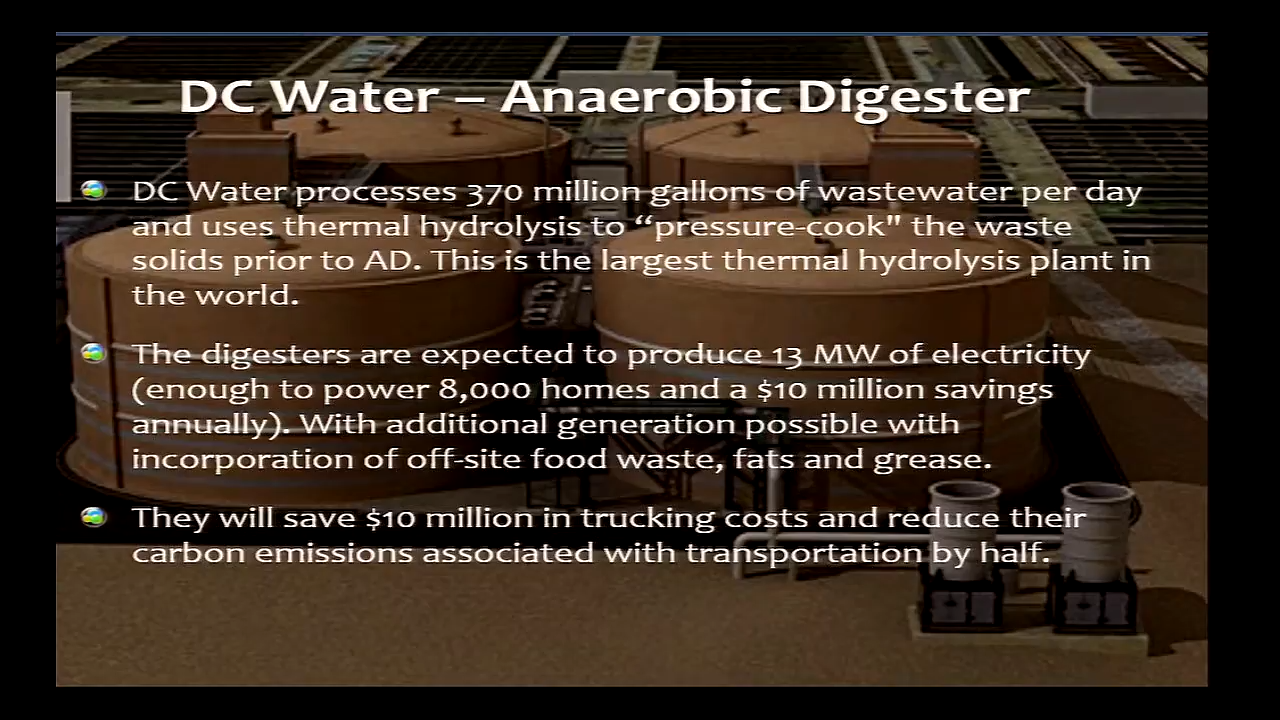 DC Water – Anaerobic Digester
DC Water processes 370 million gallons of wastewater per day
and uses thermal hydrolysis to “pressure-cook" the waste
solids prior to AD. This is the largest thermal hydrolysis plant in
the world.
The digesters are expected to produce 13 MW of electricity
(enough to power 8,000 homes and a $10 million savings
annually). With additional generation possible with
incorporation of off-site food waste, fats and grease.
They will save $10 million in trucking costs and reduce their
carbon emissions associated with transportation by half.